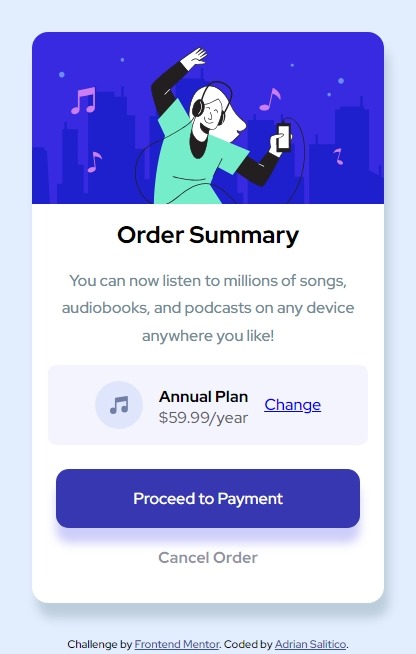 Order Summary
You can now listen to millions of songs,
audiobooks, and podcasts on any device
anywhere you like!
Annual Plan
$59.99/year
Change
Proceed to Payment
Cancel Order
Challenge by Frontend Mentor. Coded by Adrian Salitico.